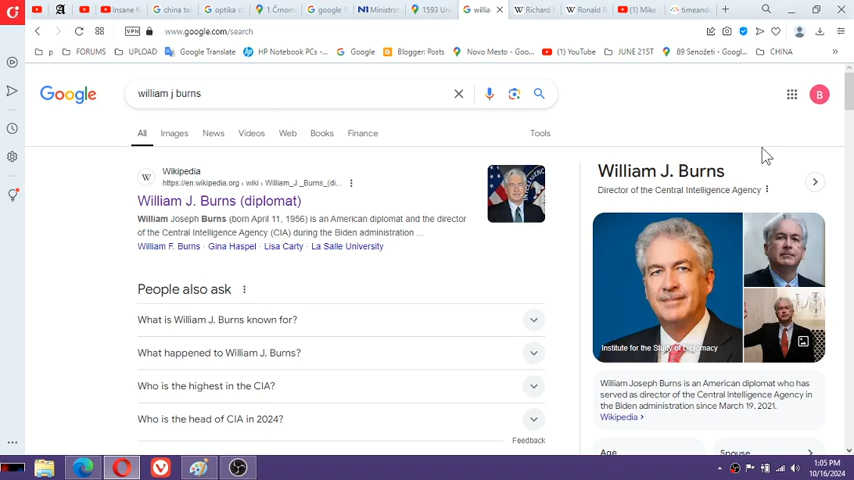 Insane fi
china tai
optika di
1 Črnomi
google
Ministrst
1593 Uni
willia
Richard
Ronald R
(1) Mike
timeand
VPN
www.google.com/search
p
FORUMS
UPLOAD
Google Translate
HP Notebook PC -...
Google
Blogger: Posts
Novo Mesto - Goo...
(1) YouTube
JUNE 21ST
89 Senožeti - Googl...
CHINA
Google
william j burns
B
All Images News Videos Web Books Finance Tools
W
Wikipedia
https://en.wikipedia.org › wiki › William_J._Burns_(di...
William J. Burns (diplomat)
William Joseph Burns (born April 11, 1956) is an American diplomat and the director
of the Central Intelligence Agency (CIA) during the Biden administration ...
William F. Burns · Gina Haspel · Lisa Carty · La Salle University
People also ask
What is William J. Burns known for?
What happened to William J. Burns?
Who is the highest in the CIA?
Who is the head of CIA in 2024?
Feedback
William J. Burns
Director of the Central Intelligence Agency
Institute for the Study of Diplomacy
William Joseph Burns is an American diplomat who has
served as director of the Central Intelligence Agency in
the Biden administration since March 19, 2021.
Wikipedia ›
Age
Spouse
1:05 PM
10/16/2024